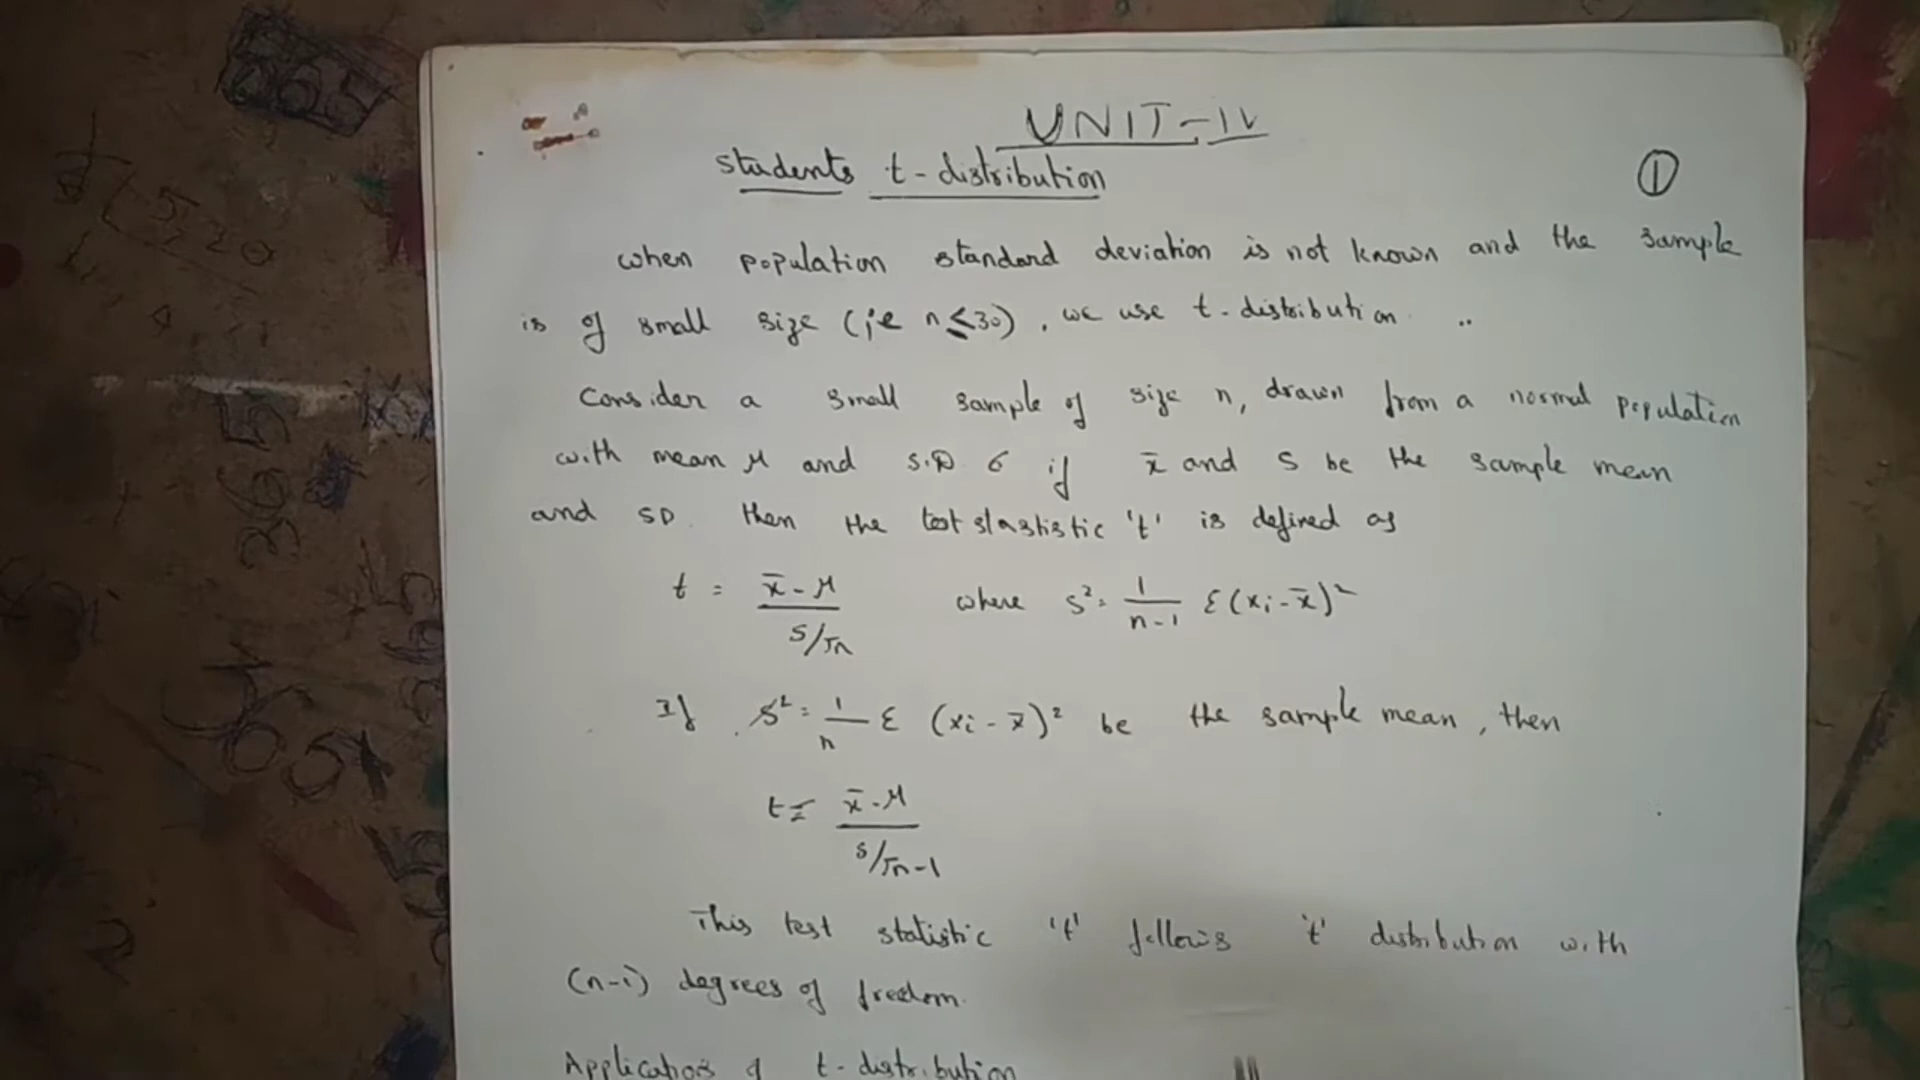 UNIT-IV
students t-distribution
①
when population standard deviation is not known and the sample
is of small size (ie n≤30), we use t-distribution.
Consider a small sample of size n, drawn from a normal population
with mean μ and S.D σ if x̄ and S be the sample mean
and SD. then the test stastistic 't' is defined as
t = (x̄-μ)/(S/√n) where S² = 1/(n-1) Σ(xi-x̄)²
If S² = 1/n Σ (xi-x̄)² be the sample mean, then
t = (x̄-μ)/(s/√n-1)
This test statistic 't' follows 't' distribution with
(n-1) degrees of freedom.
Applications of t-distribution
365